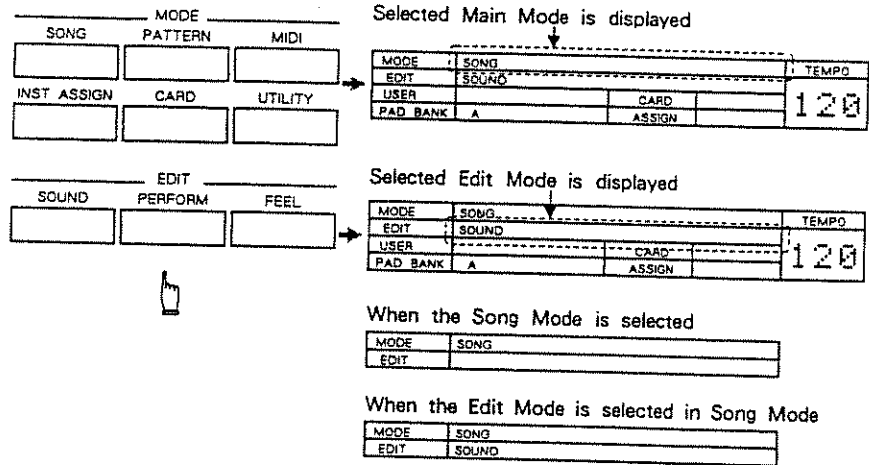 MODE
SONG PATTERN MIDI
INST ASSIGN CARD UTILITY
Selected Main Mode is displayed
MODE SONG
EDIT SOUND
USER CARD
PAD BANK A ASSIGN
TEMPO
120
EDIT
SOUND PERFORM FEEL
Selected Edit Mode is displayed
MODE SONG
EDIT SOUND
USER CARD
PAD BANK A ASSIGN
TEMPO
120
When the Song Mode is selected
MODE SONG
EDIT
When the Edit Mode is selected in Song Mode
MODE SONG
EDIT SOUND